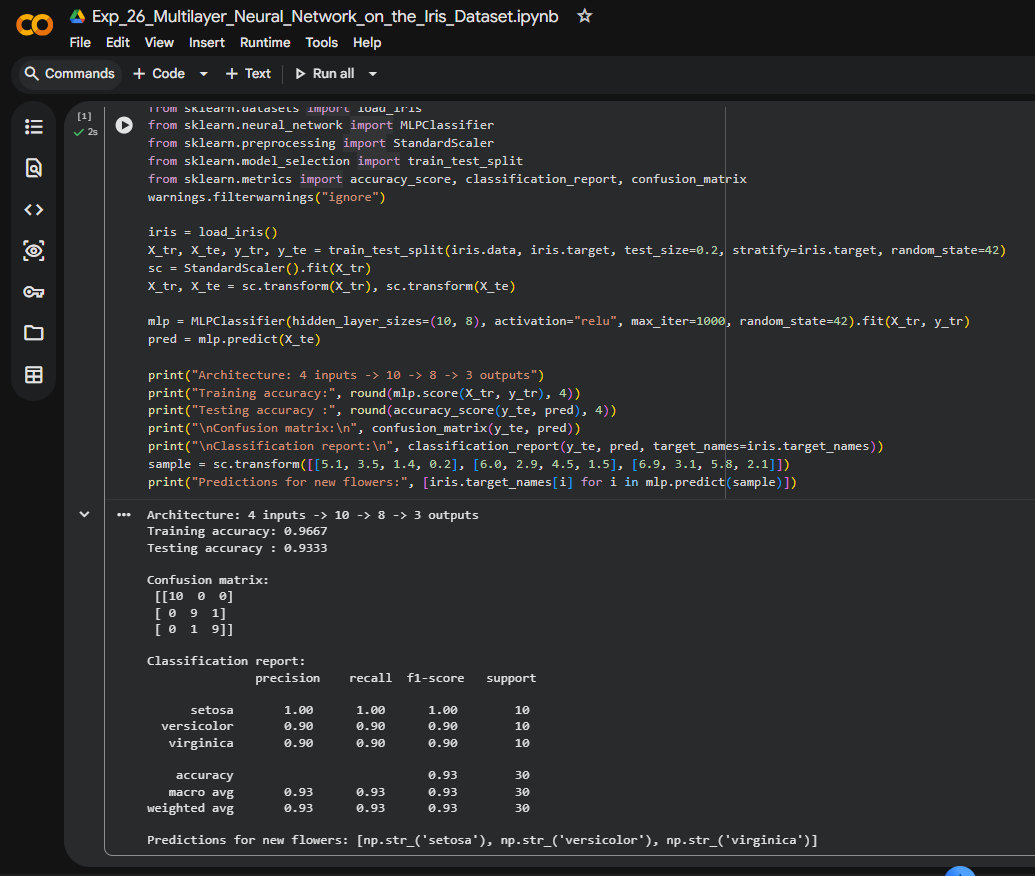 Exp_26_Multilayer_Neural_Network_on_the_Iris_Dataset.ipynb
File Edit View Insert Runtime Tools Help
Commands + Code + Text Run all
[1]
2s
from sklearn.datasets import load_iris
from sklearn.neural_network import MLPClassifier
from sklearn.preprocessing import StandardScaler
from sklearn.model_selection import train_test_split
from sklearn.metrics import accuracy_score, classification_report, confusion_matrix
warnings.filterwarnings("ignore")
iris = load_iris()
X_tr, X_te, y_tr, y_te = train_test_split(iris.data, iris.target, test_size=0.2, stratify=iris.target, random_state=42)
sc = StandardScaler().fit(X_tr)
X_tr, X_te = sc.transform(X_tr), sc.transform(X_te)
mlp = MLPClassifier(hidden_layer_sizes=(10, 8), activation="relu", max_iter=1000, random_state=42).fit(X_tr, y_tr)
pred = mlp.predict(X_te)
print("Architecture: 4 inputs -> 10 -> 8 -> 3 outputs")
print("Training accuracy:", round(mlp.score(X_tr, y_tr), 4))
print("Testing accuracy :", round(accuracy_score(y_te, pred), 4))
print("\nConfusion matrix:\n", confusion_matrix(y_te, pred))
print("\nClassification report:\n", classification_report(y_te, pred, target_names=iris.target_names))
sample = sc.transform([[5.1, 3.5, 1.4, 0.2], [6.0, 2.9, 4.5, 1.5], [6.9, 3.1, 5.8, 2.1]])
print("Predictions for new flowers:", [iris.target_names[i] for i in mlp.predict(sample)])
Architecture: 4 inputs -> 10 -> 8 -> 3 outputs
Training accuracy: 0.9667
Testing accuracy : 0.9333
Confusion matrix:
[[10 0 0]
[ 0 9 1]
[ 0 1 9]]
Classification report:
precision recall f1-score support
setosa 1.00 1.00 1.00 10
versicolor 0.90 0.90 0.90 10
virginica 0.90 0.90 0.90 10
accuracy 0.93 30
macro avg 0.93 0.93 0.93 30
weighted avg 0.93 0.93 0.93 30
Predictions for new flowers: [np.str_('setosa'), np.str_('versicolor'), np.str_('virginica')]